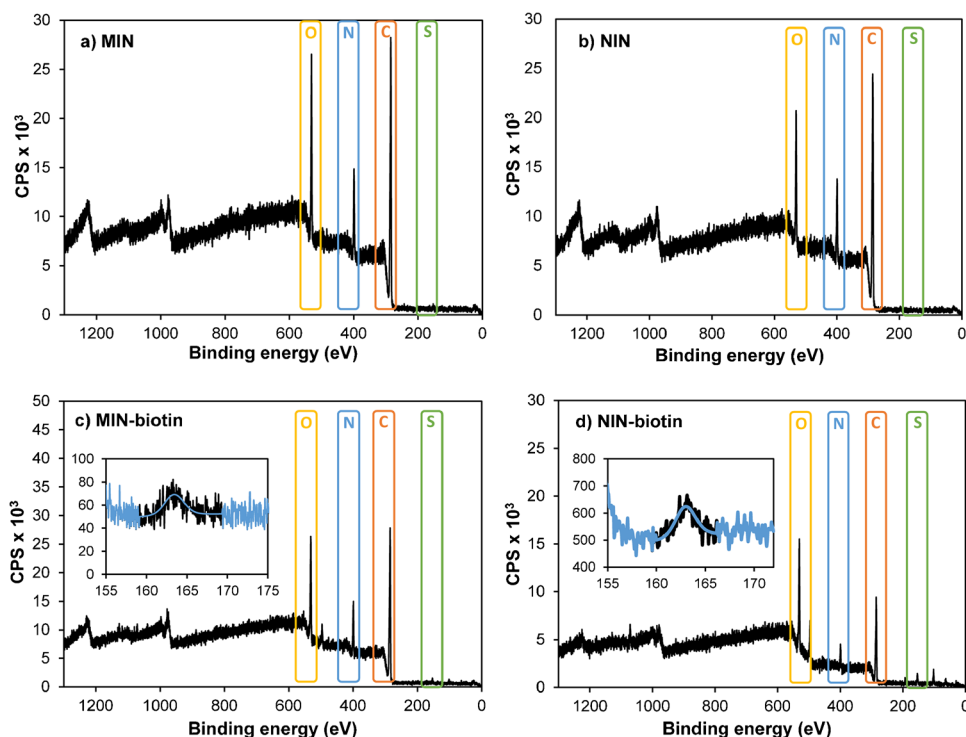 a) MIN
O N C S
CPS x 10³
30
25
20
15
10
5
0
1200 1000 800 600 400 200 0
Binding energy (eV)
b) NIN
O N C S
CPS x 10³
30
25
20
15
10
5
0
1200 1000 800 600 400 200 0
Binding energy (eV)
c) MIN-biotin
O N C S
CPS x 10³
50
45
40
35
30
25
20
15
10
5
0
100
80
60
40
20
0
155 160 165 170 175
1200 1000 800 600 400 200 0
Binding energy (eV)
d) NIN-biotin
O N C S
CPS x 10³
30
25
20
15
10
5
0
800
700
600
500
400
155 160 165 170
1200 1000 800 600 400 200 0
Binding energy (eV)